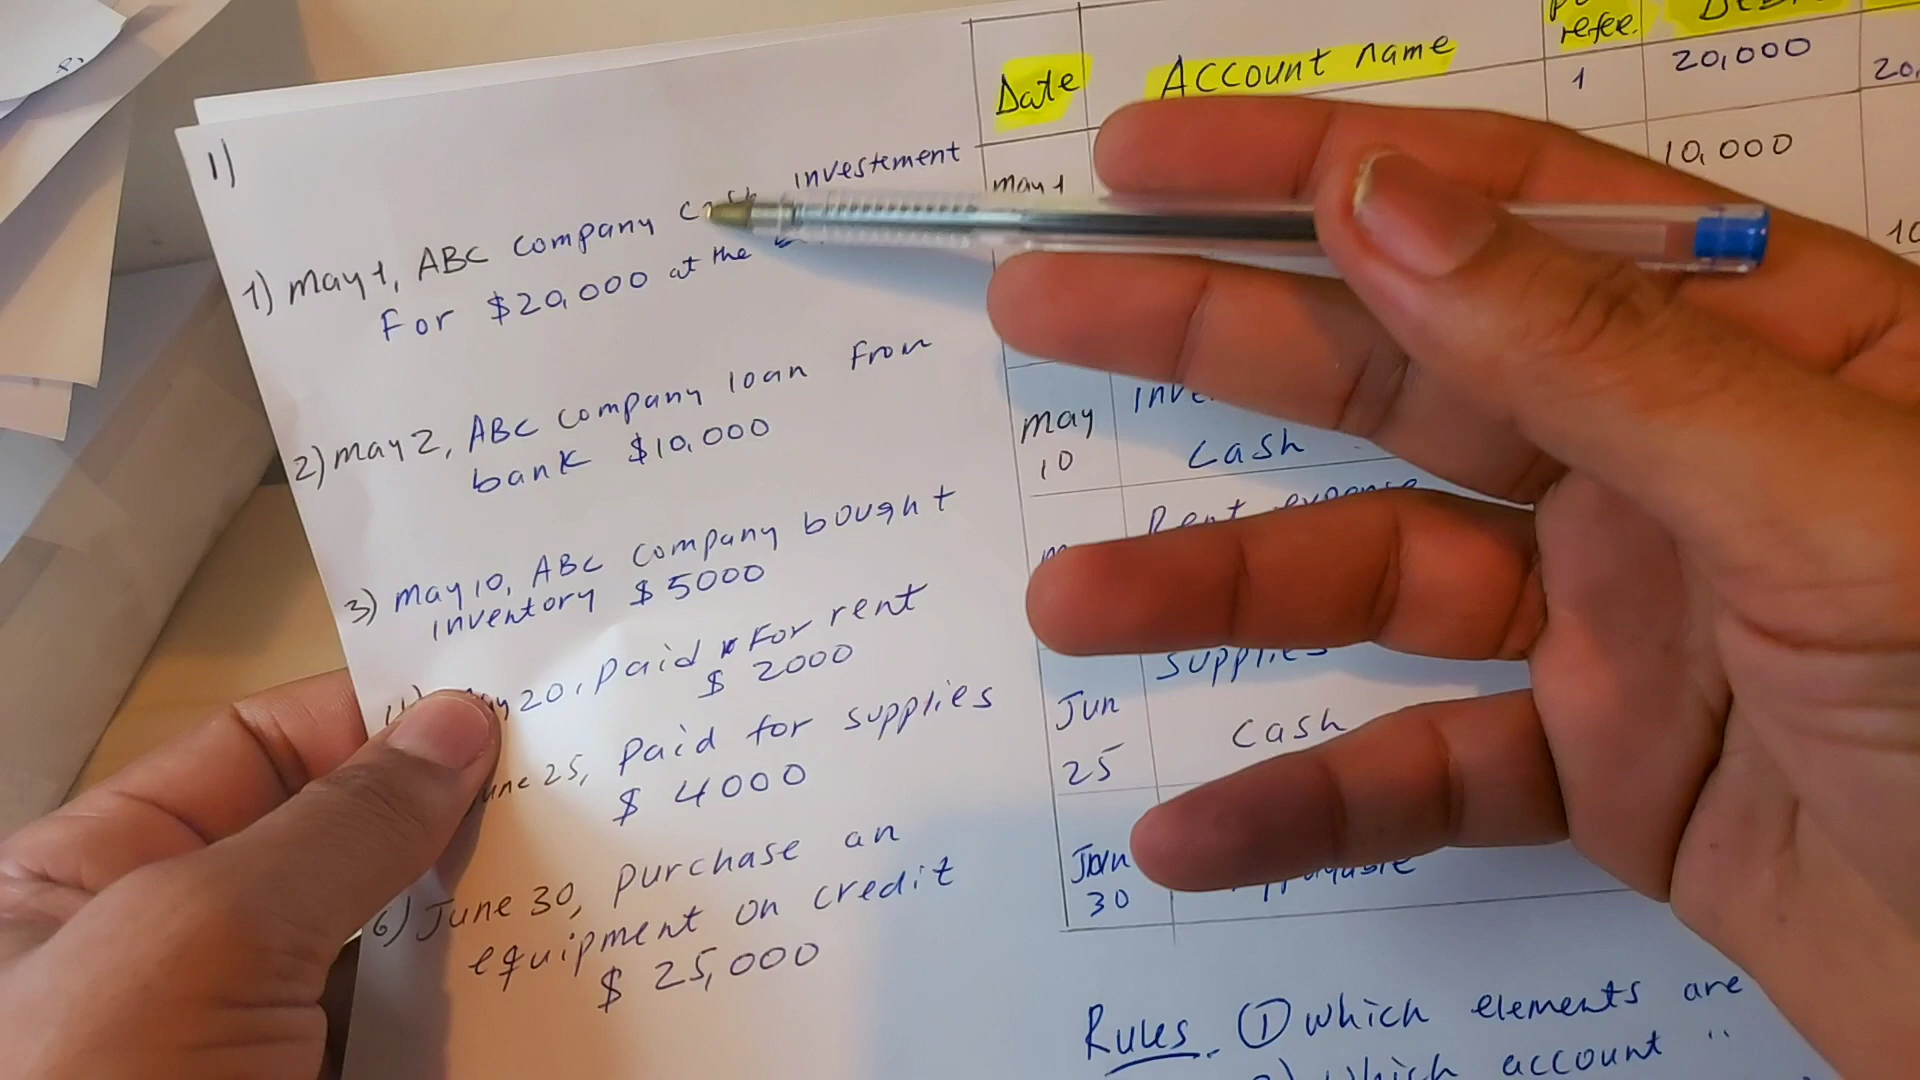 1)
1) May 1, ABC company investement
For $20,000 at the
2) May 2, ABC company loan from
bank $10,000
3) May 10, ABC company bought
inventory $5000
20, paid For rent
$ 2000
25, Paid for supplies
$ 4000
6) June 30, purchase an
equipment on credit
$ 25,000
Date Account name refee.
1 20,000
May 1 10,000
May 10 Cash
Rent expense
supplies
Jun 25 Cash
30
Rules. ① Which elements are
Which account "